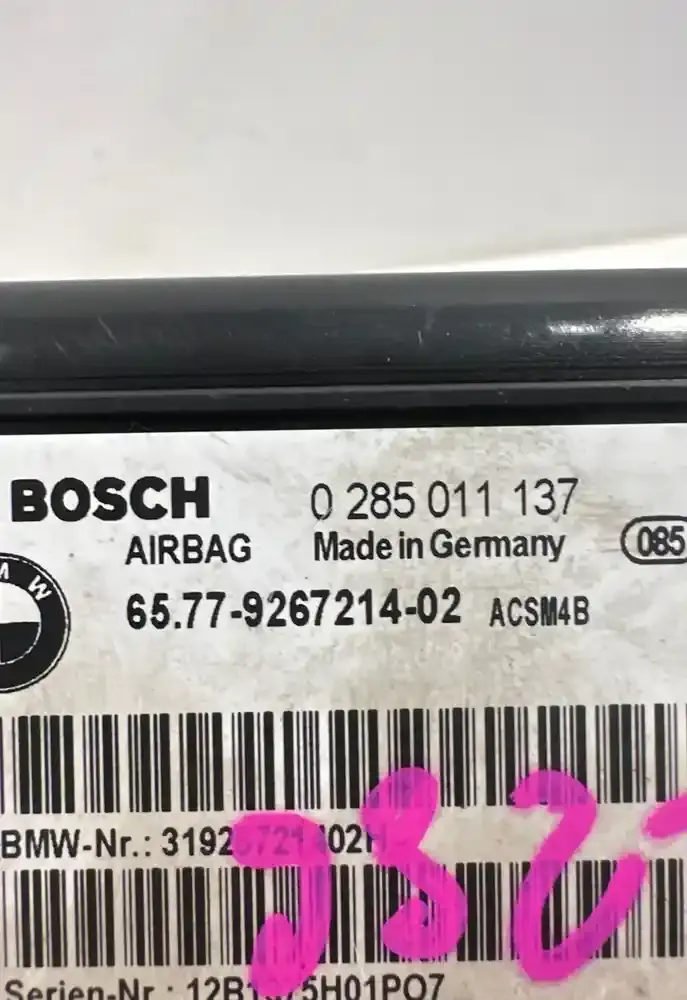 BOSCH 0 285 011 137
AIRBAG Made in Germany 085
65.77-9267214-02 ACSM4B
BMW-Nr.:
Serien-Nr.: